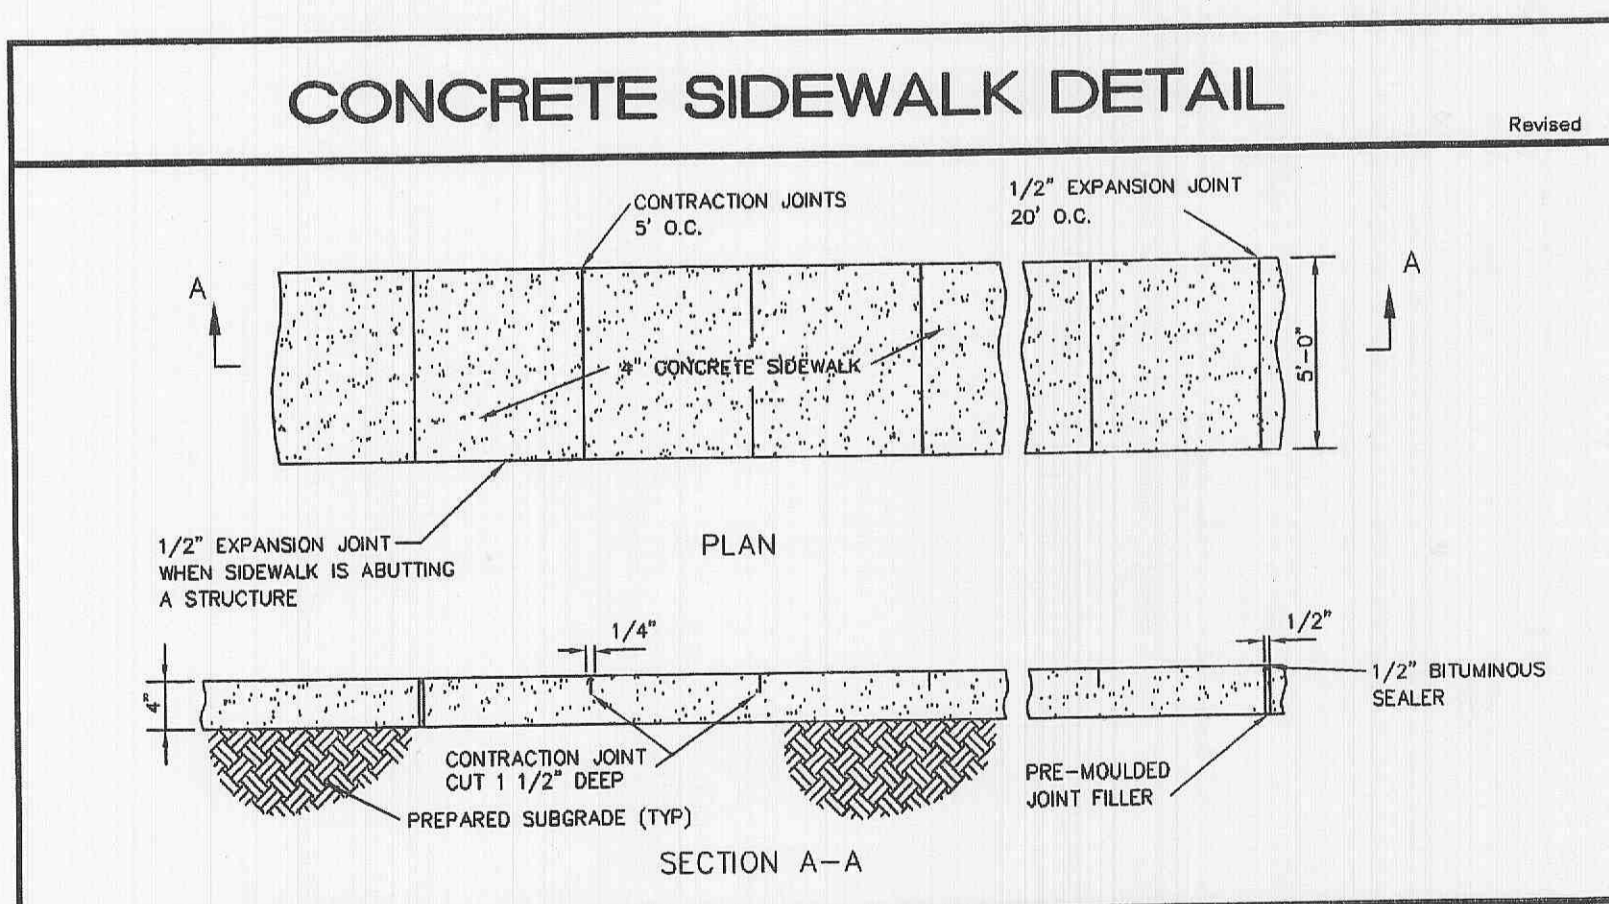 CONCRETE SIDEWALK DETAIL
Revised
CONTRACTION JOINTS
5' O.C.
1/2" EXPANSION JOINT
20' O.C.
A
A
4" CONCRETE SIDEWALK
5'-0"
1/2" EXPANSION JOINT
WHEN SIDEWALK IS ABUTTING
A STRUCTURE
PLAN
1/4"
1/2"
4"
1/2" BITUMINOUS
SEALER
CONTRACTION JOINT
CUT 1 1/2" DEEP
PRE-MOULDED
JOINT FILLER
PREPARED SUBGRADE (TYP)
SECTION A-A